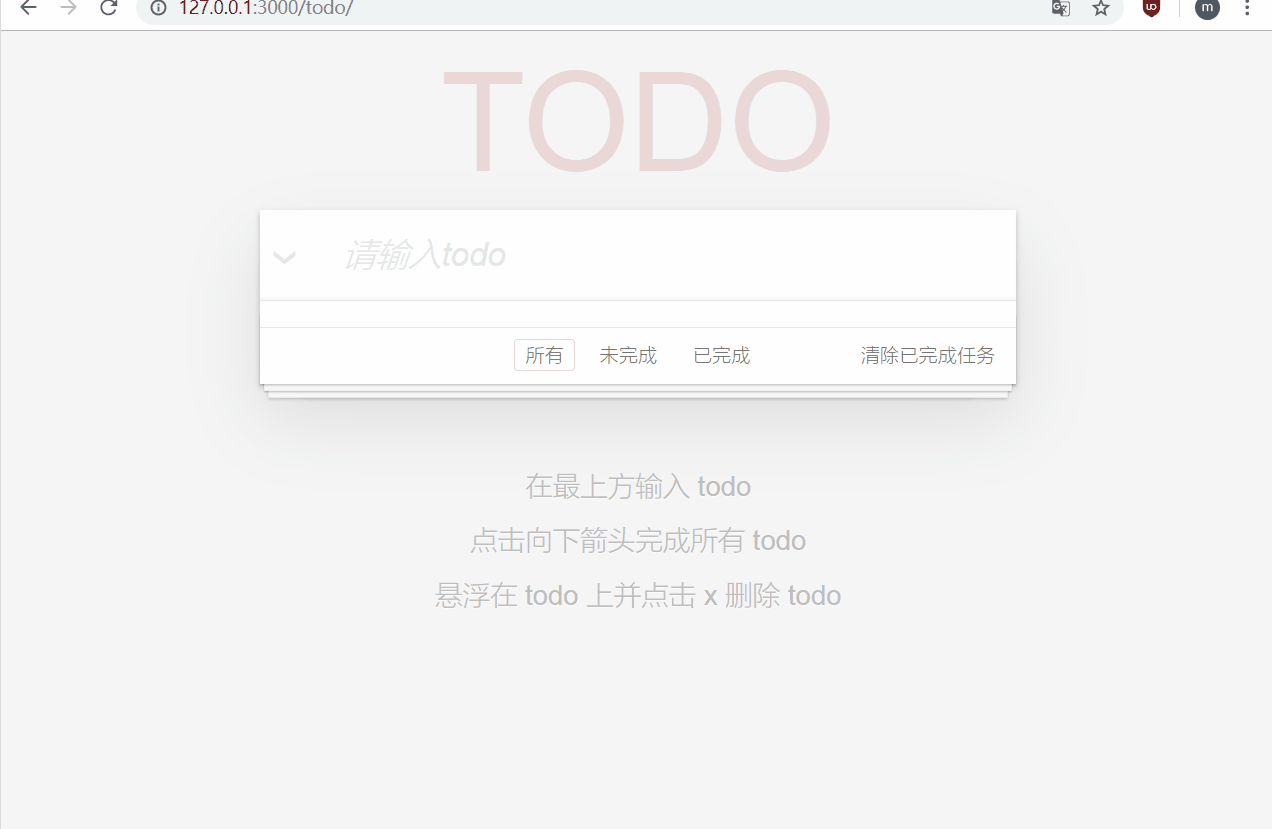 127.0.0.1:3000/todo/
m
TODO
请输入todo
所有 未完成 已完成 清除已完成任务
在最上方输入 todo
点击向下箭头完成所有 todo
悬浮在 todo 上并点击 x 删除 todo